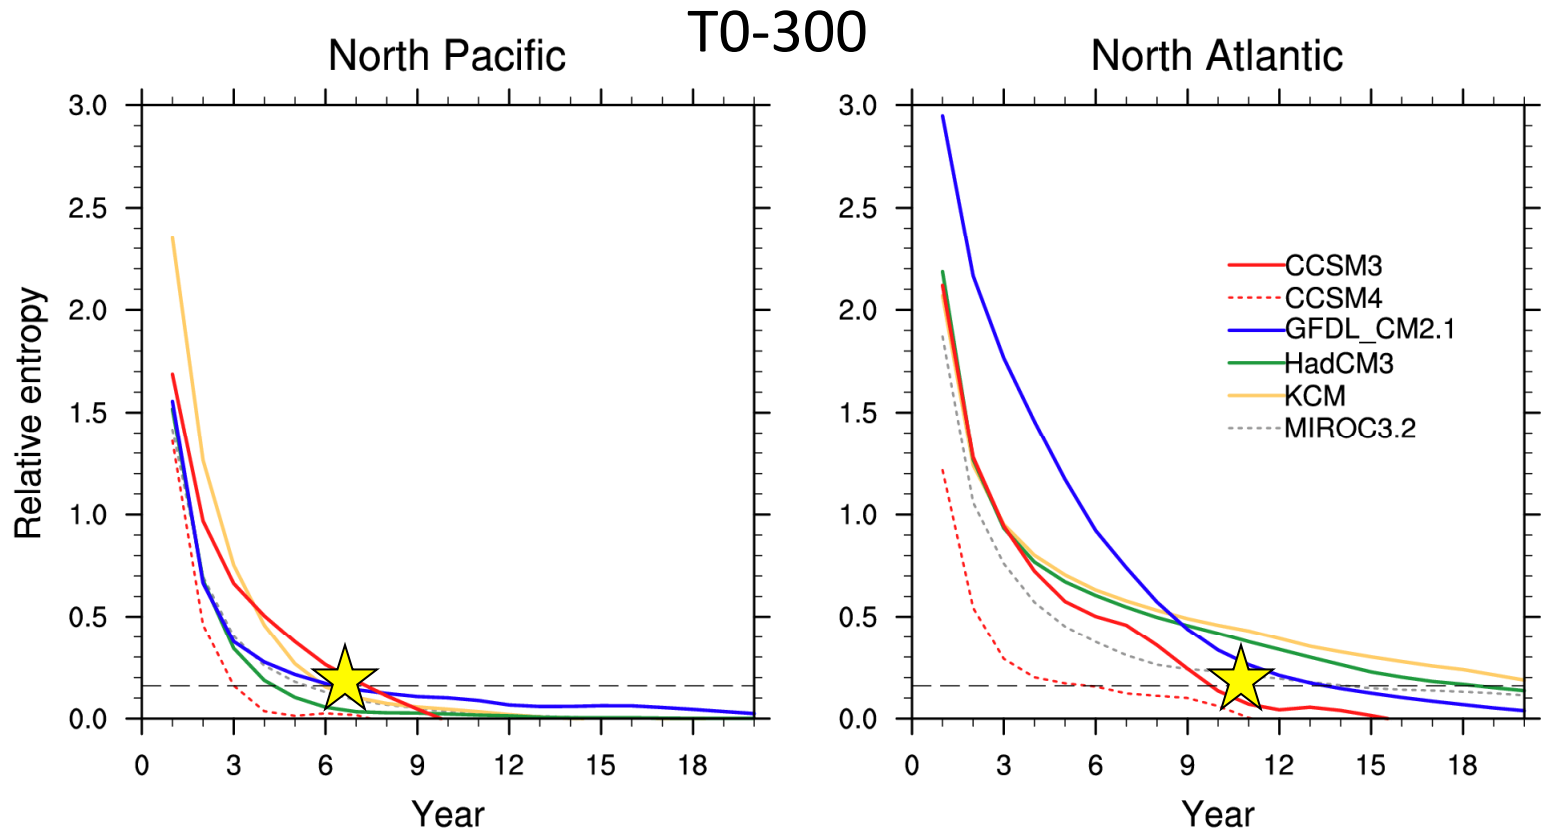 T0-300
North Pacific
North Atlantic
3.0
2.5
2.0
1.5
1.0
0.5
0.0
Relative entropy
0 3 6 9 12 15 18
Year
3.0
2.5
2.0
1.5
1.0
0.5
0.0
CCSM3
CCSM4
GFDL_CM2.1
HadCM3
KCM
MIROC3.2
0 3 6 9 12 15 18
Year